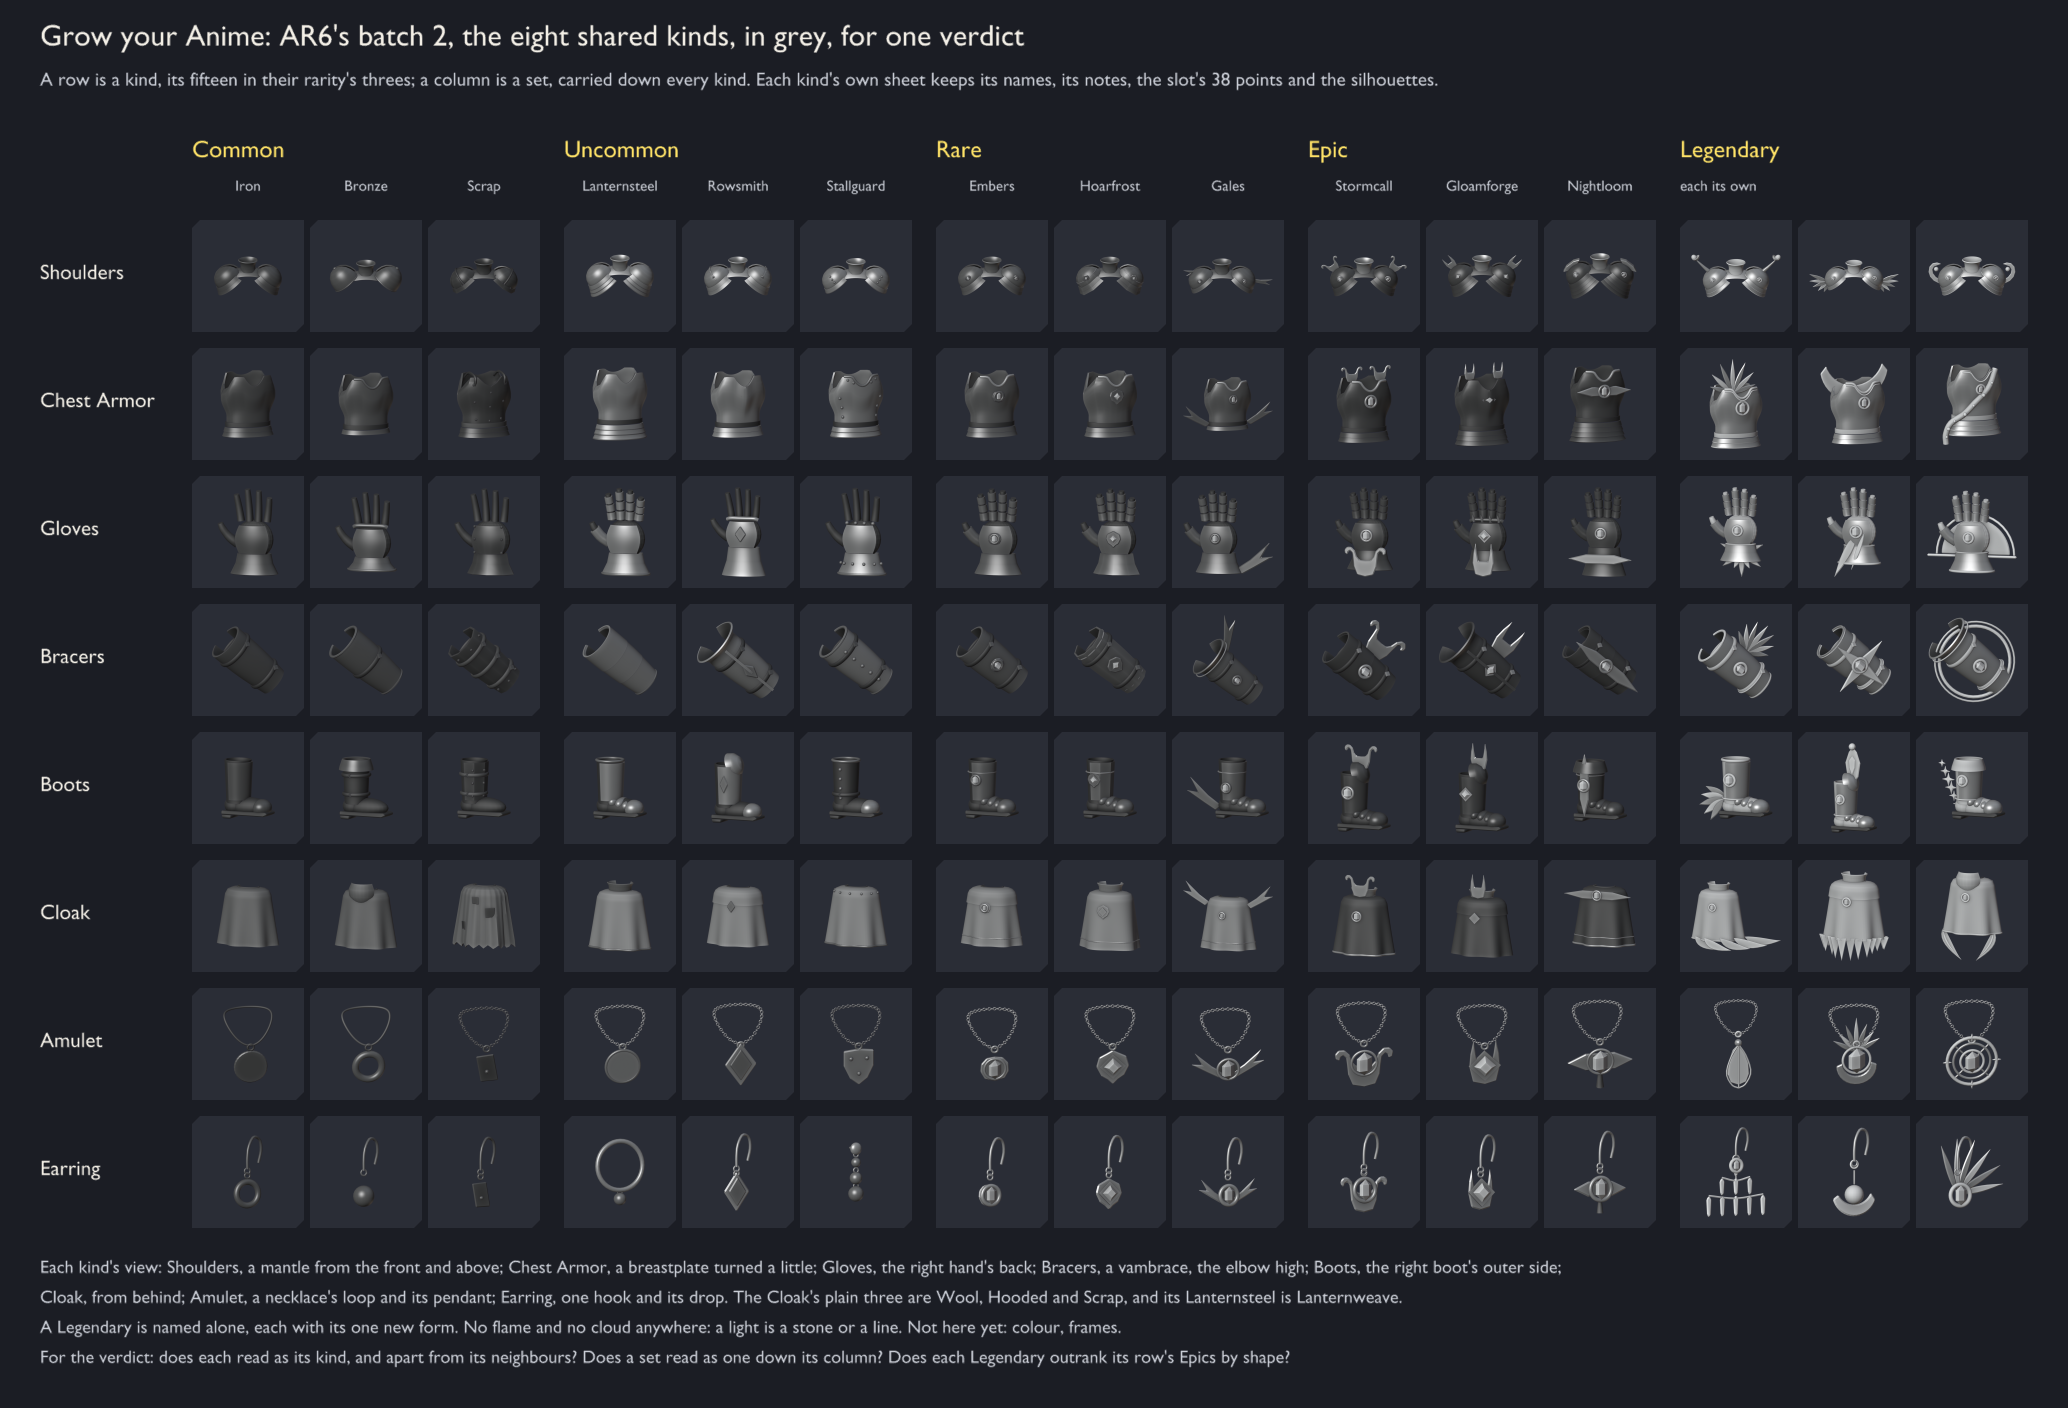 Grow your Anime: AR6's batch 2, the eight shared kinds, in grey, for one verdict
A row is a kind, its fifteen in their rarity's threes; a column is a set, carried down every kind. Each kind's own sheet keeps its names, its notes, the slot's 38 points and the silhouettes.
Common Uncommon Rare Epic Legendary
Iron Bronze Scrap Lanternsteel Rowsmith Stallguard Embers Hoarfrost Gales Stormcall Gloamforge Nightloom each its own
Shoulders
Chest Armor
Gloves
Bracers
Boots
Cloak
Amulet
Earring
Each kind's view: Shoulders, a mantle from the front and above; Chest Armor, a breastplate turned a little; Gloves, the right hand's back; Bracers, a vambrace, the elbow high; Boots, the right boot's outer side;
Cloak, from behind; Amulet, a necklace's loop and its pendant; Earring, one hook and its drop. The Cloak's plain three are Wool, Hooded and Scrap, and its Lanternsteel is Lanternweave.
A Legendary is named alone, each with its one new form. No flame and no cloud anywhere: a light is a stone or a line. Not here yet: colour, frames.
For the verdict: does each read as its kind, and apart from its neighbours? Does a set read as one down its column? Does each Legendary outrank its row's Epics by shape?